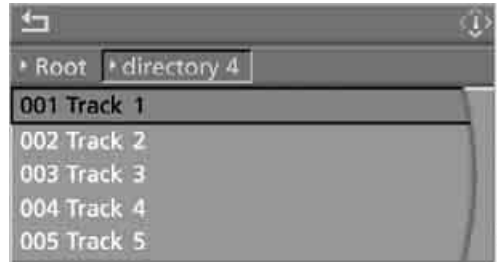 Root directory 4
001 Track 1
002 Track 2
003 Track 3
004 Track 4
005 Track 5